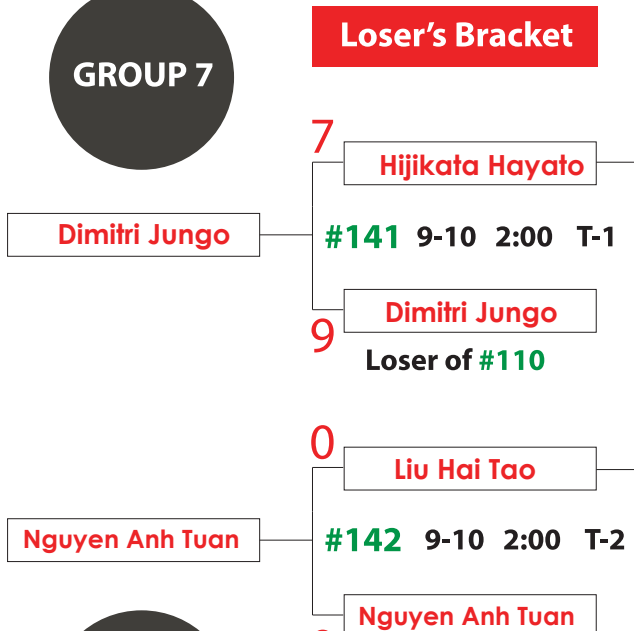 GROUP 7
Loser's Bracket
7
Hijikata Hayato
Dimitri Jungo
#141 9-10 2:00 T-1
Dimitri Jungo
9
Loser of #110
0
Liu Hai Tao
Nguyen Anh Tuan
#142 9-10 2:00 T-2
Nguyen Anh Tuan